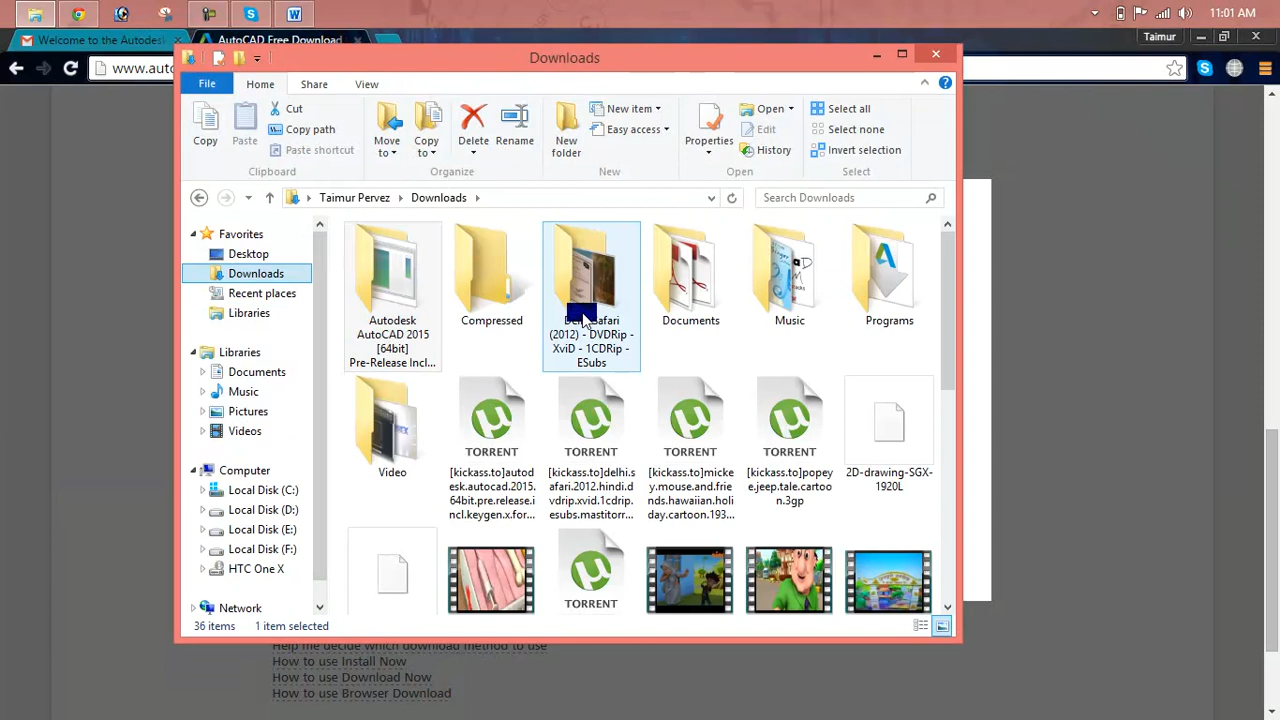 11:01 AM
Welcome to the Autodesk
AutoCAD Free Download
Taimur
www.auto
Downloads
File
Home
Share
View
Copy
Paste
Cut
Copy path
Paste shortcut
Clipboard
Move to
Copy to
Delete
Rename
Organize
New folder
New item
Easy access
New
Properties
Open
Edit
History
Open
Select all
Select none
Invert selection
Select
Taimur Pervez
Downloads
Search Downloads
Favorites
Desktop
Downloads
Recent places
Libraries
Libraries
Documents
Music
Pictures
Videos
Computer
Local Disk (C:)
Local Disk (D:)
Local Disk (E:)
Local Disk (F:)
HTC One X
Network
Autodesk
AutoCAD 2015
[64bit]
Pre-Release Incl...
Compressed
Safari
(2012) - DVDRip -
XviD - 1CDRip -
ESubs
Documents
Music
Programs
Video
TORRENT
[kickass.to]autod
esk.autocad.2015.
64bit.pre.release.i
ncl.keygen.x.for...
TORRENT
[kickass.to]delhi.s
afari.2012.hindi.d
vdrip.xvid.1cdrip.
esubs.mastitorr...
TORRENT
[kickass.to]micke
y.mouse.and.frie
nds.hawaiian.holi
day.cartoon.193...
TORRENT
[kickass.to]popey
e.jeep.tale.cartoo
n.3gp
2D-drawing-SGX-
1920L
TORRENT
36 items
1 item selected
Help me decide which download method to use
How to use Install Now
How to use Download Now
How to use Browser Download